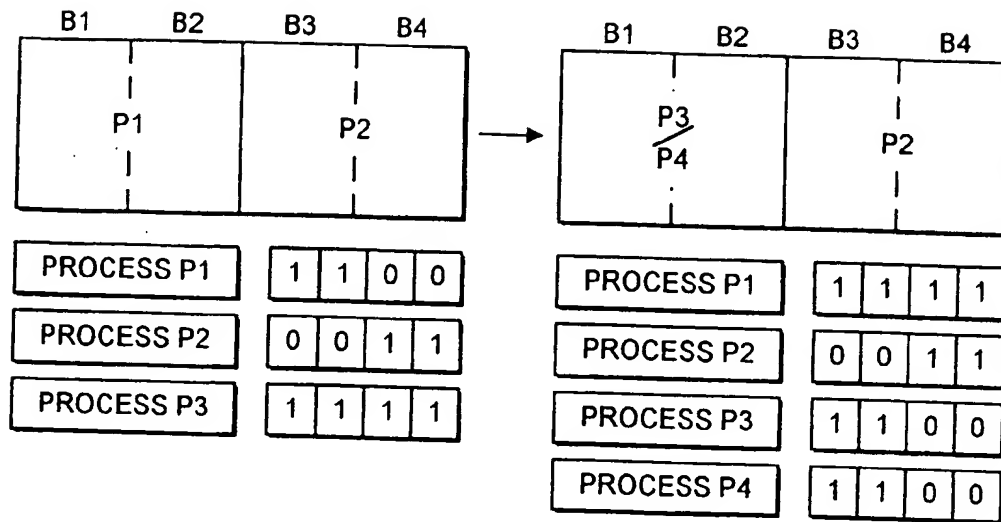 B1 B2 B3 B4
P1 P2
PROCESS P1 1 1 0 0
PROCESS P2 0 0 1 1
PROCESS P3 1 1 1 1
B1 B2 B3 B4
P3
P4
P2
PROCESS P1 1 1 1 1
PROCESS P2 0 0 1 1
PROCESS P3 1 1 0 0
PROCESS P4 1 1 0 0